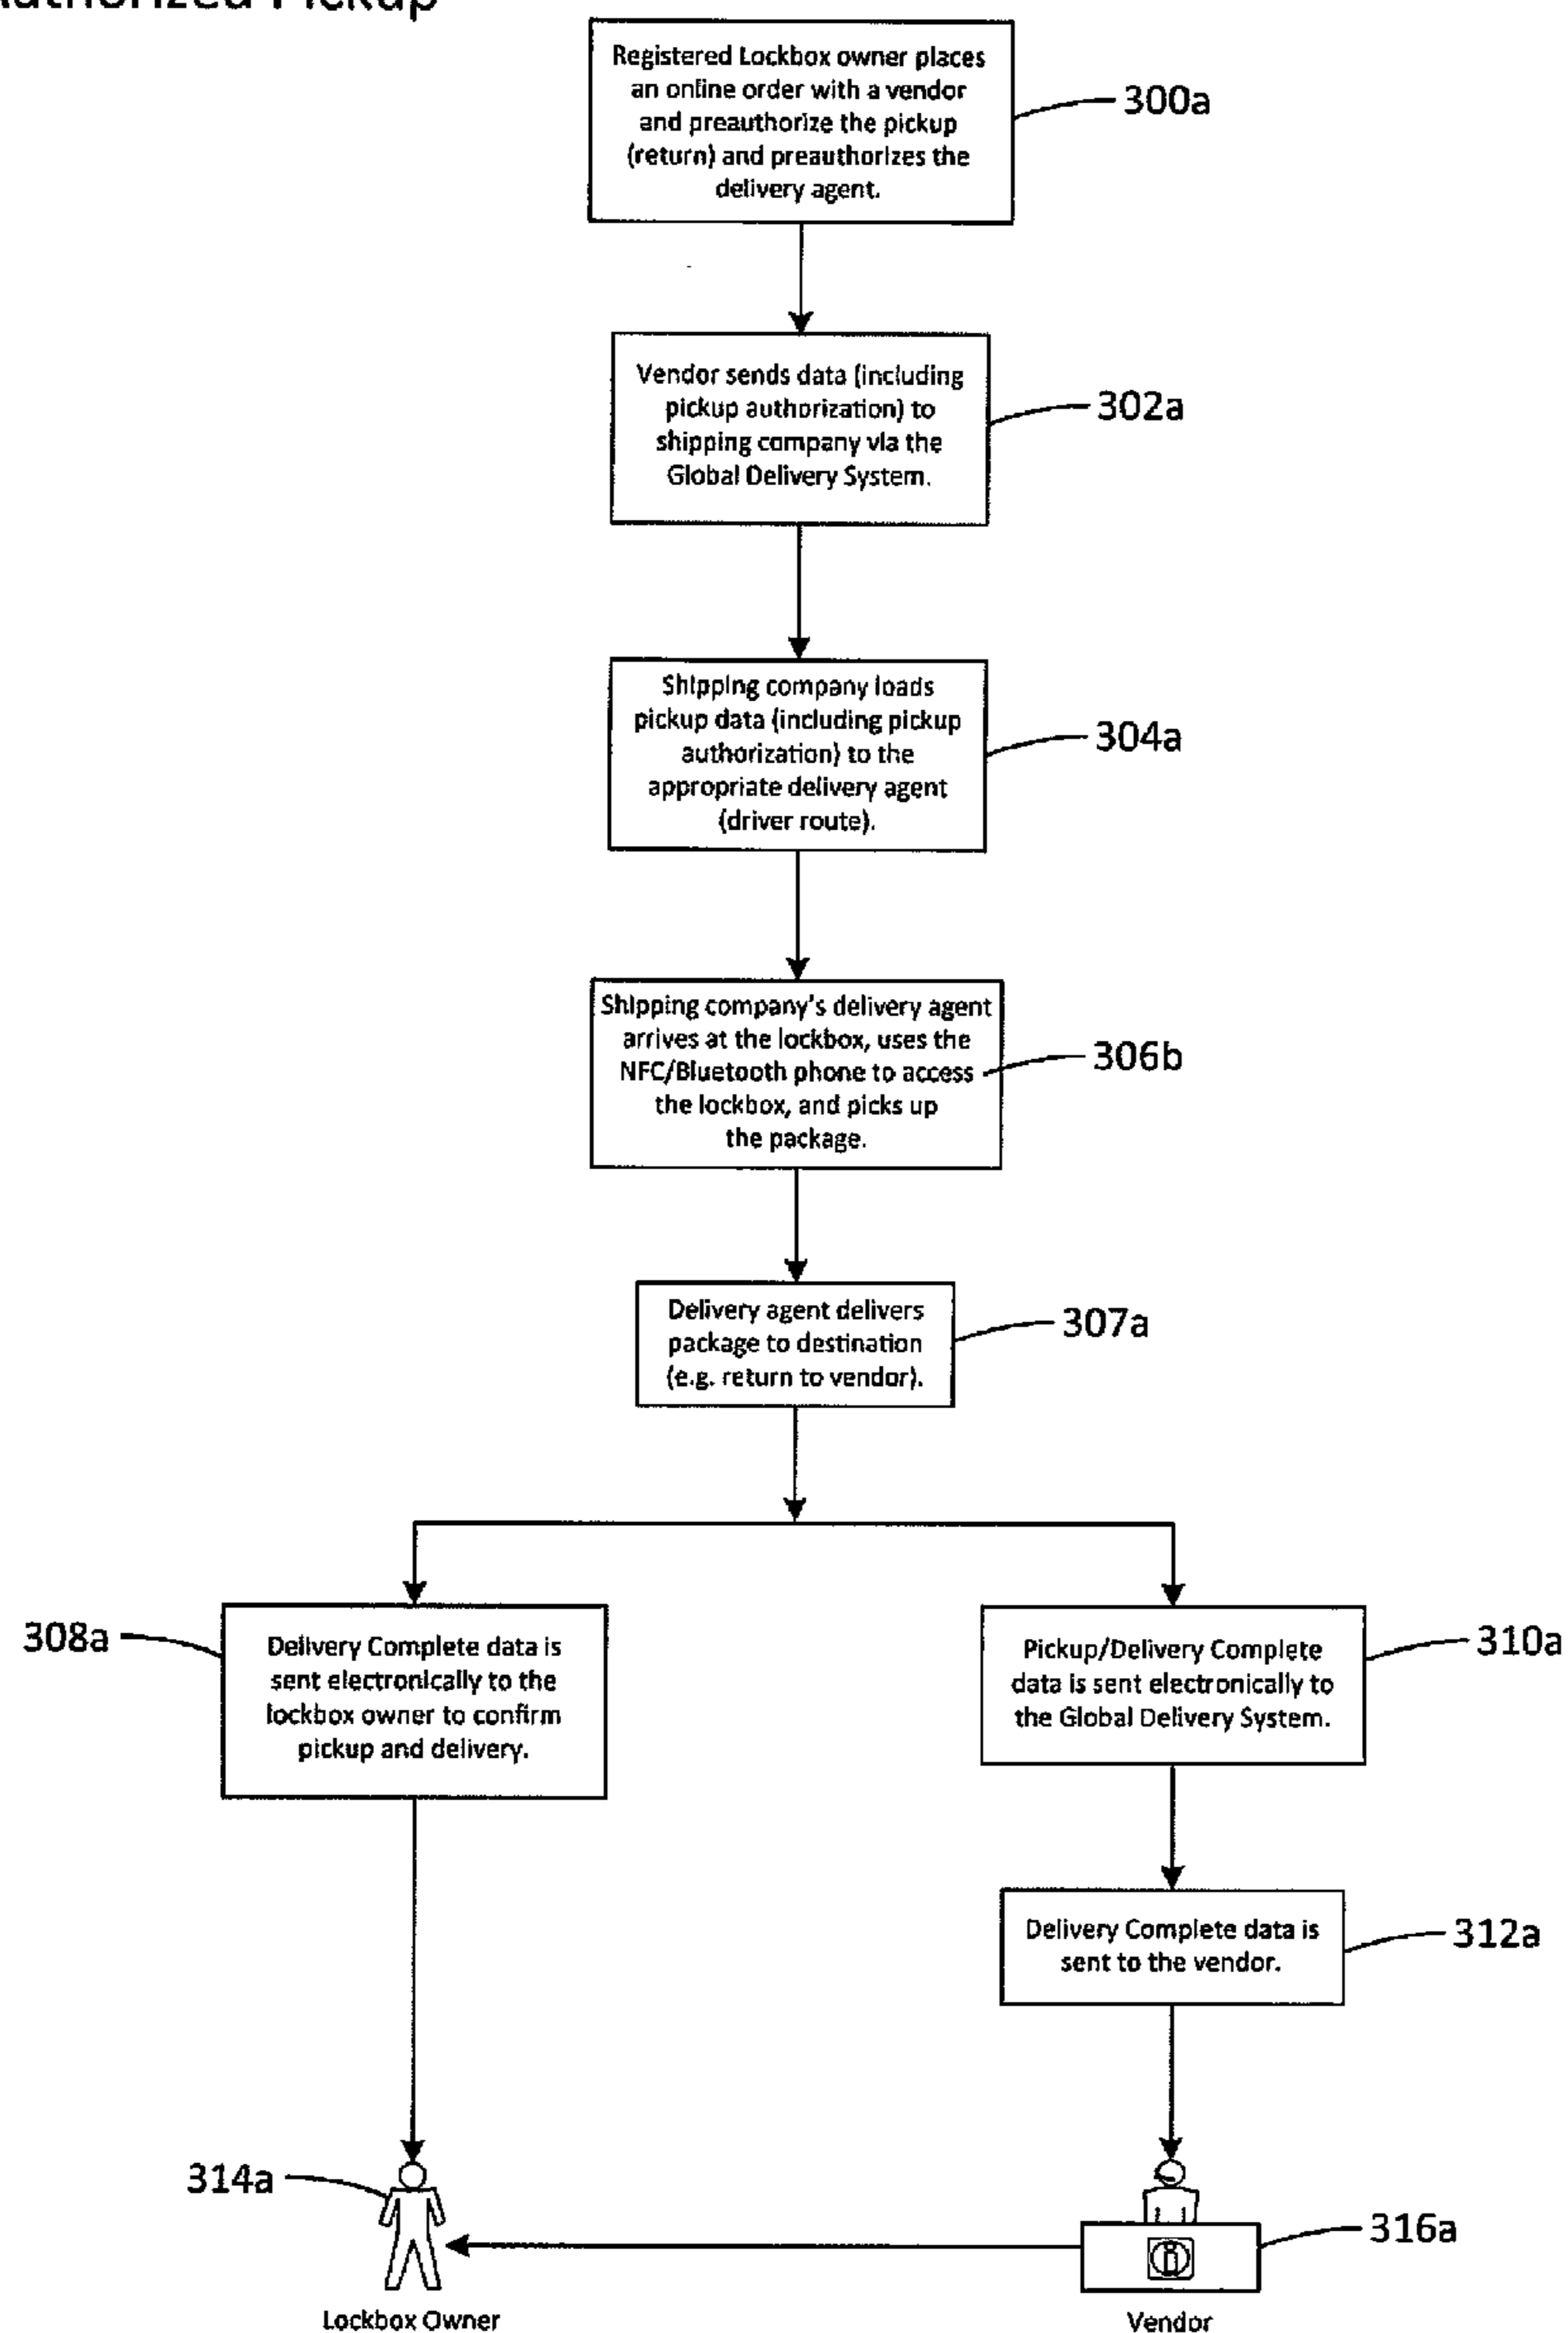 Authorized Pickup
Registered Lockbox owner places
an online order with a vendor
and preauthorize the pickup
(return) and preauthorizes the
delivery agent.
300a
Vendor sends data (including
pickup authorization) to
shipping company via the
Global Delivery System.
302a
Shipping company loads
pickup data (including pickup
authorization) to the
appropriate delivery agent
(driver route).
304a
Shipping company's delivery agent
arrives at the lockbox, uses the
NFC/Bluetooth phone to access
the lockbox, and picks up
the package.
306b
Delivery agent delivers
package to destination
(e.g. return to vendor).
307a
308a
Delivery Complete data is
sent electronically to the
lockbox owner to confirm
pickup and delivery.
Pickup/Delivery Complete
data is sent electronically to
the Global Delivery System.
310a
Delivery Complete data is
sent to the vendor.
312a
314a
316a
i
Lockbox Owner
Vendor